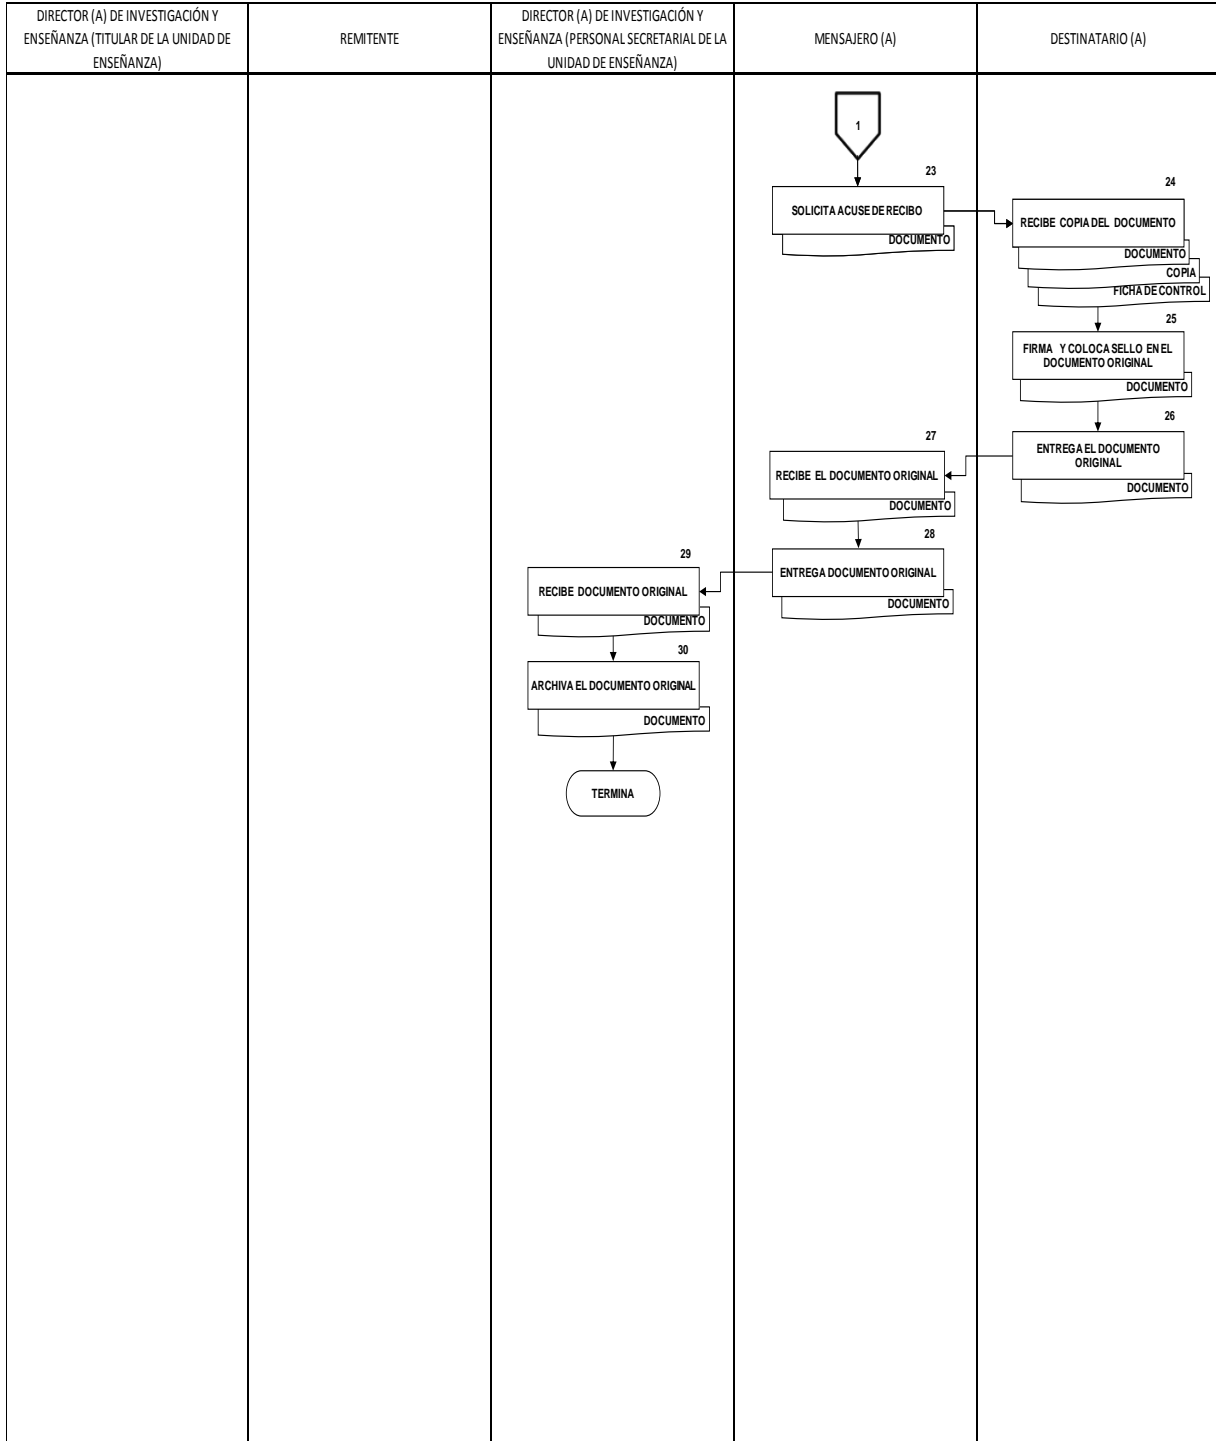 DIRECTOR (A) DE INVESTIGACIÓN Y
ENSEÑANZA (TITULAR DE LA UNIDAD DE
ENSEÑANZA)
REMITENTE
DIRECTOR (A) DE INVESTIGACIÓN Y
ENSEÑANZA (PERSONAL SECRETARIAL DE LA
UNIDAD DE ENSEÑANZA)
MENSAJERO (A)
DESTINATARIO (A)
1
23
SOLICITA ACUSE DE RECIBO
DOCUMENTO
24
RECIBE COPIA DEL DOCUMENTO
DOCUMENTO
COPIA
FICHA DE CONTROL
25
FIRMA Y COLOCA SELLO EN EL
DOCUMENTO ORIGINAL
DOCUMENTO
26
ENTREGA EL DOCUMENTO
ORIGINAL
DOCUMENTO
27
RECIBE EL DOCUMENTO ORIGINAL
DOCUMENTO
28
ENTREGA DOCUMENTO ORIGINAL
DOCUMENTO
29
RECIBE DOCUMENTO ORIGINAL
DOCUMENTO
30
ARCHIVA EL DOCUMENTO ORIGINAL
DOCUMENTO
TERMINA